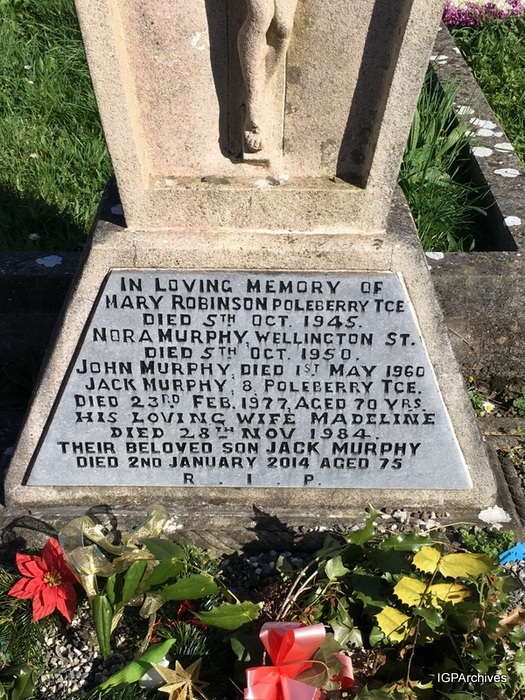 IN LOVING MEMORY OF
MARY ROBINSON POLEBERRY TCE
DIED 5TH OCT. 1945.
NORA MURPHY, WELLINGTON ST.
DIED 5TH OCT. 1950.
JOHN MURPHY, DIED 1ST MAY 1960
JACK MURPHY, 8, POLEBERRY TCE.
DIED 23RD FEB. 1977, AGED 70 YRS.
HIS LOVING WIFE MADELINE
DIED 28TH NOV 1984.
THEIR BELOVED SON JACK MURPHY
DIED 2ND JANUARY 2014 AGED 75
R . I . P.
IGPArchives